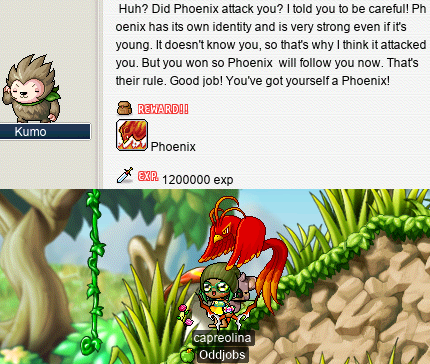 Huh? Did Phoenix attack you? I told you to be careful! Ph
oenix has its own identity and is very strong even if it's
young. It doesn't know you, so that's why I think it attacked
you. But you won so Phoenix will follow you now. That's
their rule. Good job! You've got yourself a Phoenix!
Kumo
REWARD!!
Phoenix
EXP. 1200000 exp
capreolina
Oddjobs